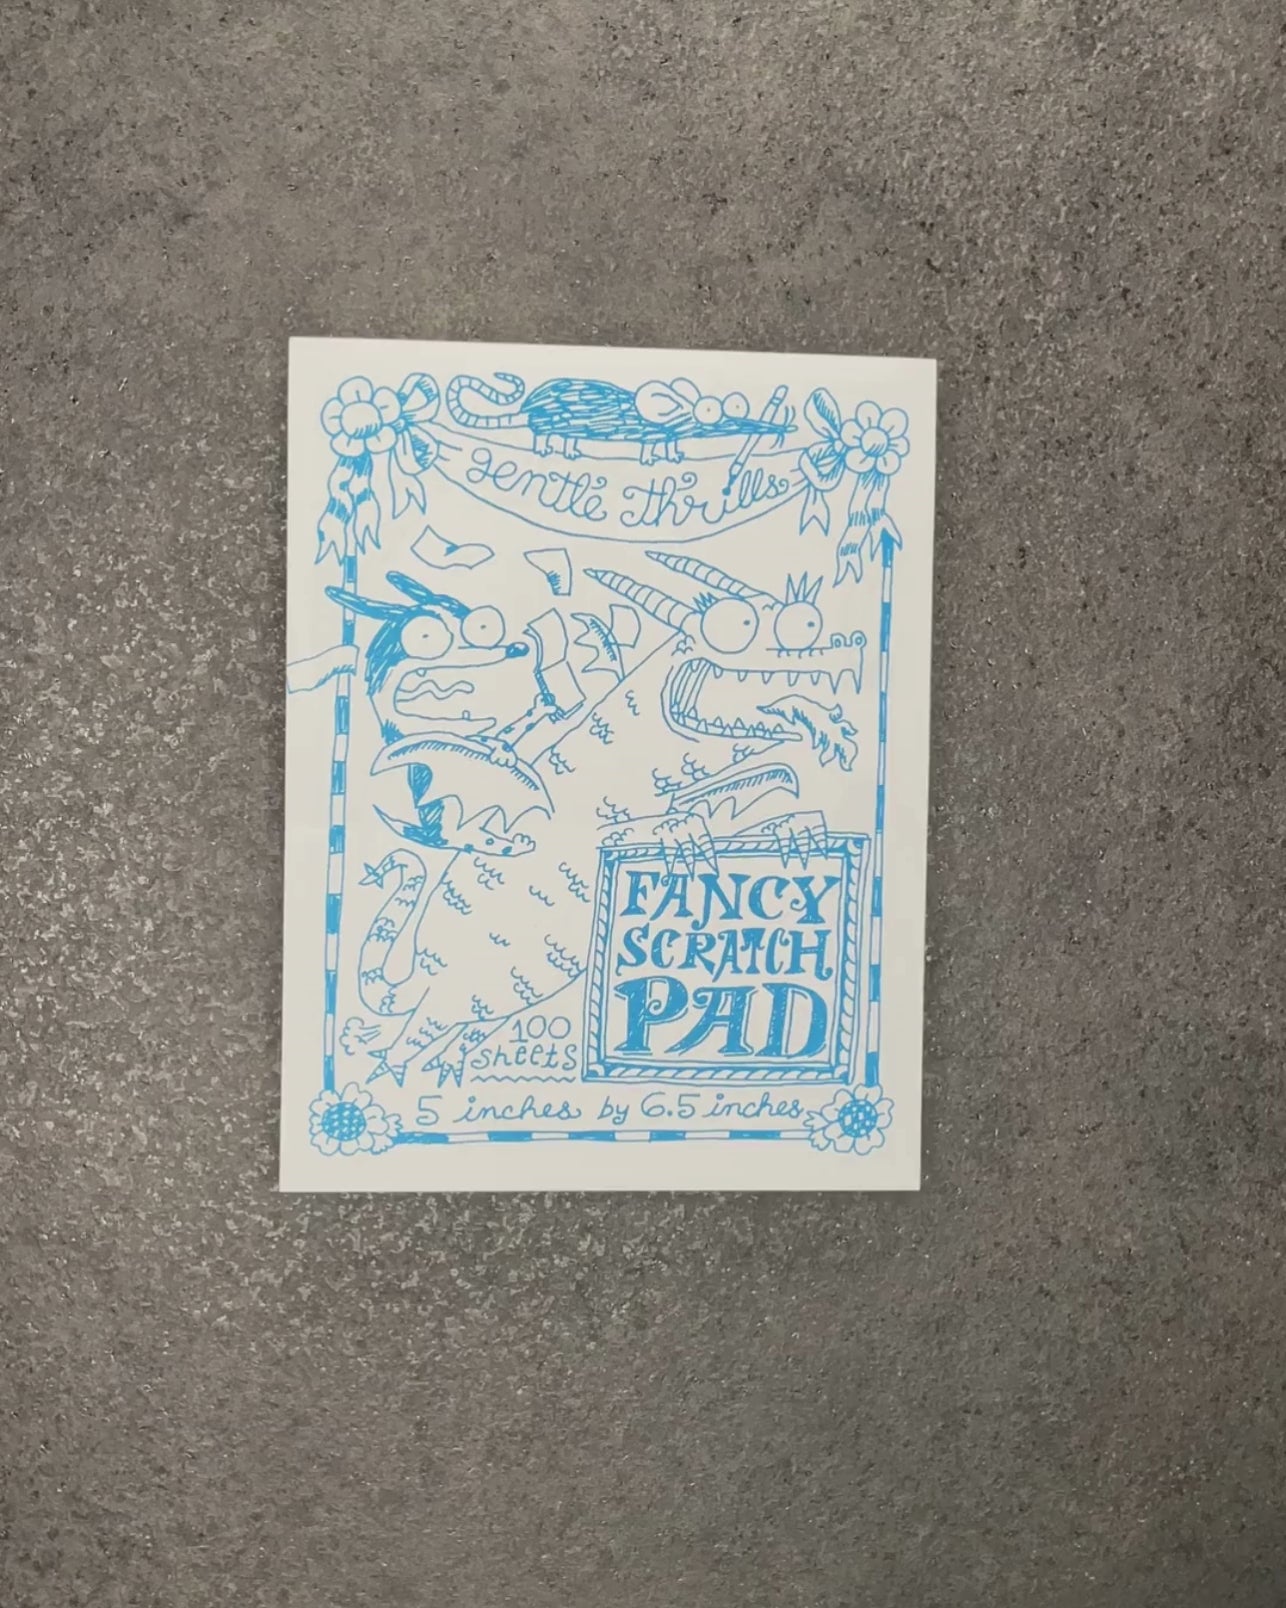 Gentle Thrills
FANCY
SCRATCH
PAD
100
sheets
5 inches by 6.5 inches